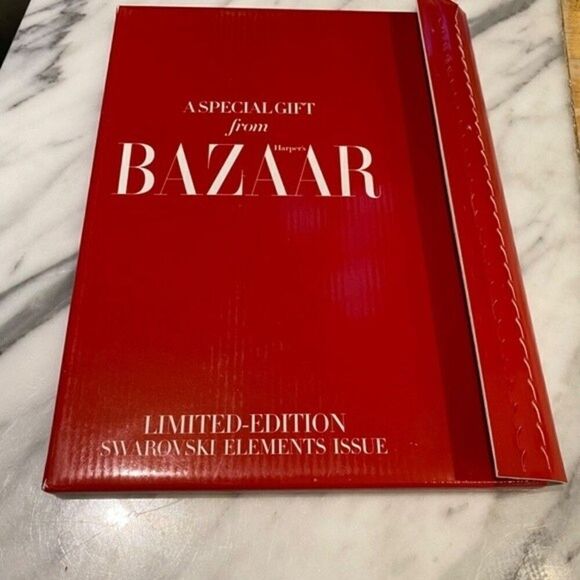 A SPECIAL GIFT
from
Harper's
BAZAAR
LIMITED-EDITION
SWAROVSKI ELEMENTS ISSUE